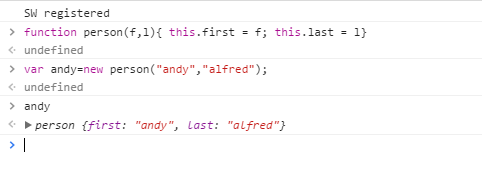 SW registered
function person(f,l){ this.first = f; this.last = l}
undefined
var andy=new person("andy","alfred");
undefined
andy
person {first: "andy", last: "alfred"}